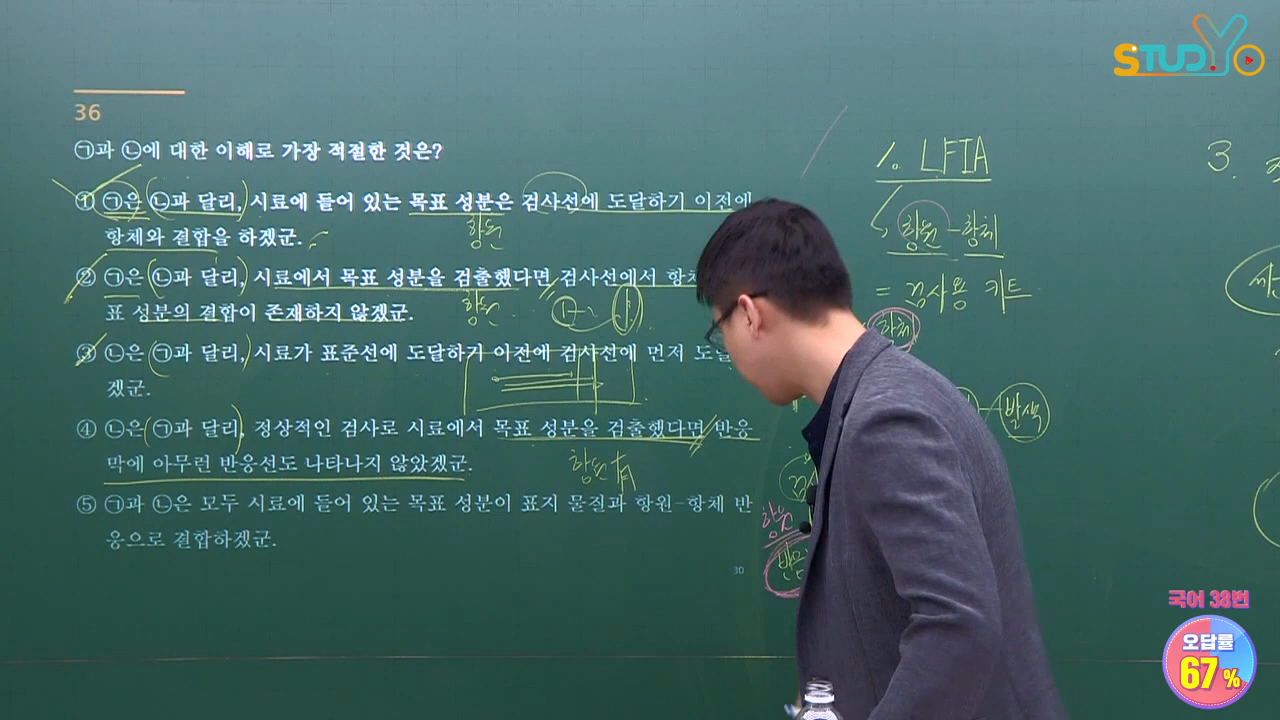 STUDYO
36
㉠과 ㉡에 대한 이해로 가장 적절한 것은?
① ㉠은 ㉡과 달리, 시료에 들어 있는 목표 성분은 검사선에 도달하기 이전에
항체와 결합을 하겠군.
항원
② ㉠은 ㉡과 달리, 시료에서 목표 성분을 검출했다면 검사선에서 항체
표 성분의 결합이 존재하지 않겠군.
항원
③ ㉡은 ㉠과 달리, 시료가 표준선에 도달하기 이전에 검사선에 먼저 도달
겠군.
④ ㉡은 ㉠과 달리, 정상적인 검사로 시료에서 목표 성분을 검출했다면 반응
막에 아무런 반응선도 나타나지 않았겠군.
항원 有
⑤ ㉠과 ㉡은 모두 시료에 들어 있는 목표 성분이 표지 물질과 항원-항체 반
응으로 결합하겠군.
30
1. LFIA
항원-항체
= 검사용 키트
발색
3.
국어 38번
오답률
67%